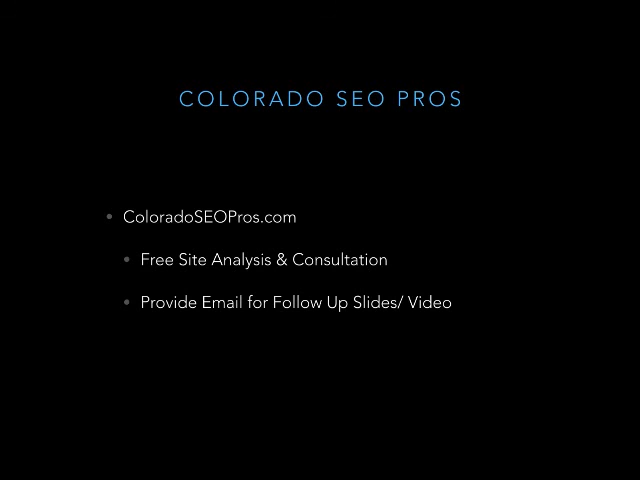 COLORADO SEO PROS
• ColoradoSEOPros.com
• Free Site Analysis & Consultation
• Provide Email for Follow Up Slides/ Video